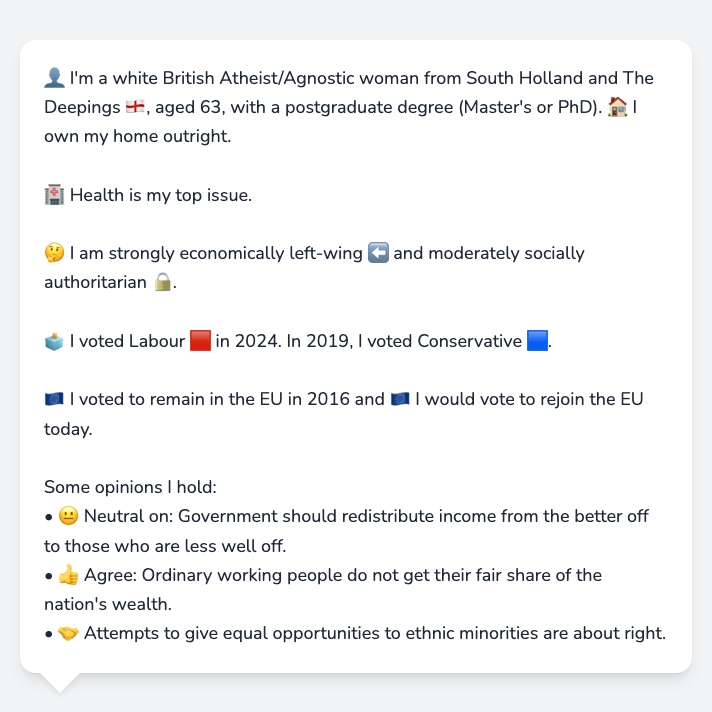 👤 I'm a white British Atheist/Agnostic woman from South Holland and The
Deepings 🏴󠁧󠁢󠁥󠁮󠁧󠁿, aged 63, with a postgraduate degree (Master's or PhD). 🏠 I
own my home outright.
🏥 Health is my top issue.
🤔 I am strongly economically left-wing ⬅️ and moderately socially
authoritarian 🔒.
🗳️ I voted Labour 🟥 in 2024. In 2019, I voted Conservative 🟦.
🇪🇺 I voted to remain in the EU in 2016 and 🇪🇺 I would vote to rejoin the EU
today.
Some opinions I hold:
• 😐 Neutral on: Government should redistribute income from the better off
to those who are less well off.
• 👍 Agree: Ordinary working people do not get their fair share of the
nation's wealth.
• 🤝 Attempts to give equal opportunities to ethnic minorities are about right.